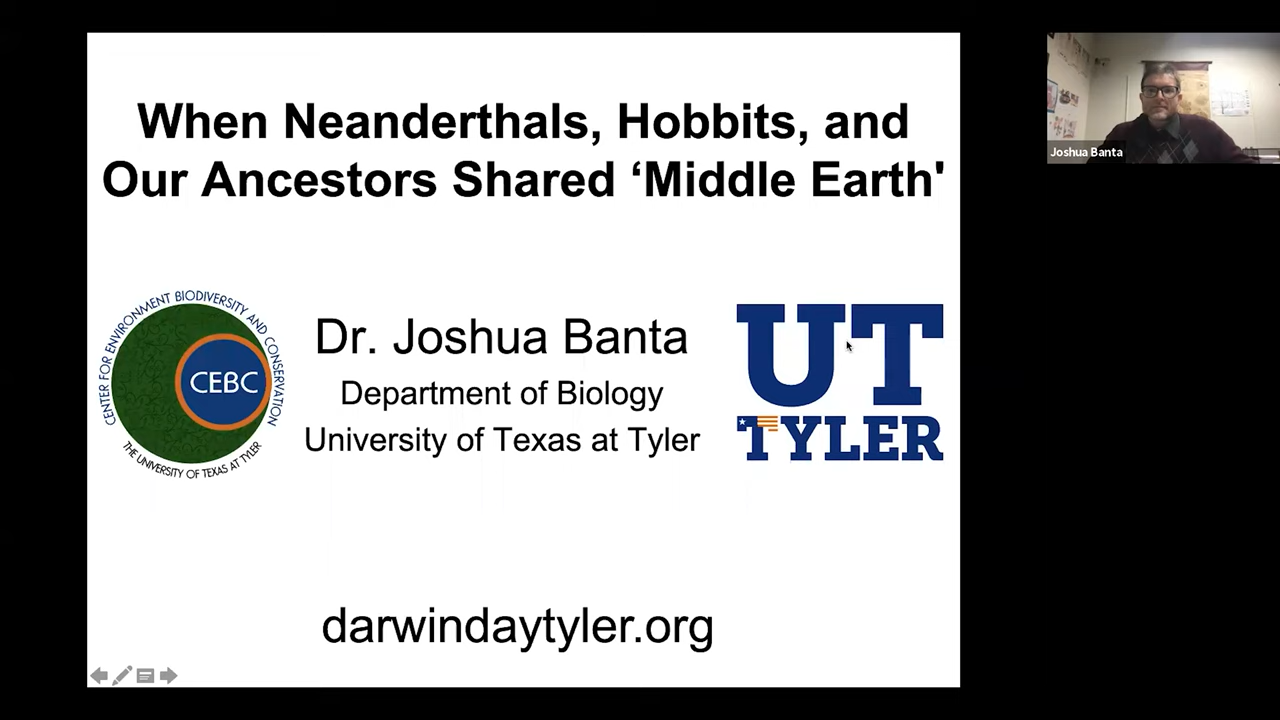 When Neanderthals, Hobbits, and
Our Ancestors Shared ‘Middle Earth'
CENTER FOR ENVIRONMENT BIODIVERSITY AND CONSERVATION
CEBC
THE UNIVERSITY OF TEXAS AT TYLER
Dr. Joshua Banta
Department of Biology
University of Texas at Tyler
UT
TYLER
darwindaytyler.org
Joshua Banta